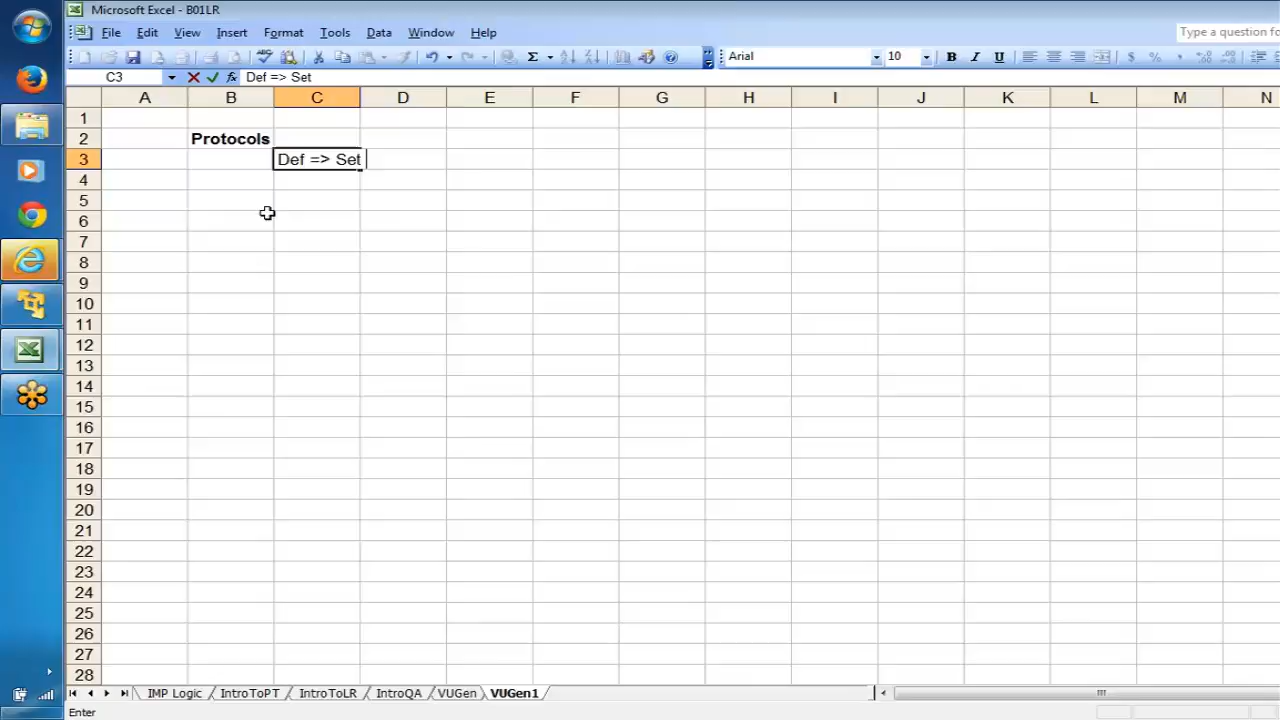 Microsoft Excel - B01LR
File Edit View Insert Format Tools Data Window Help
Type a question fo
Arial 10 B I U
C3 fx Def => Set
A B C D E F G H I J K L M N
1
2 Protocols
3 Def => Set
4
5
6
7
8
9
10
11
12
13
14
15
16
17
18
19
20
21
22
23
24
25
26
27
28
IMP Logic IntroToPT IntroToLR IntroQA VUGen VUGen1
Enter